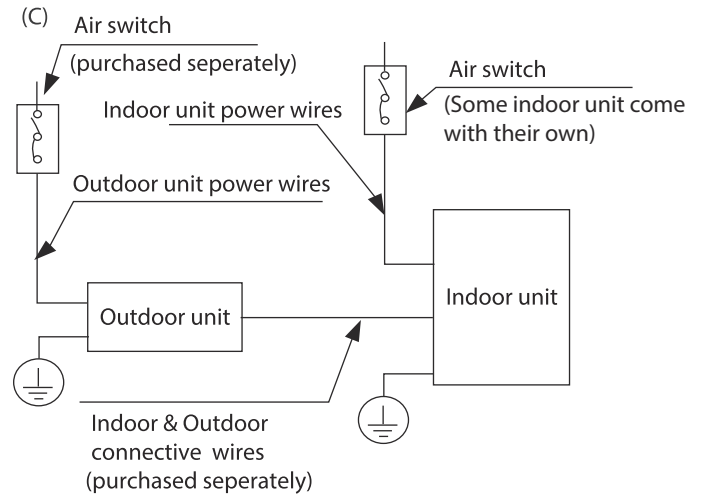 (C)
Air switch
(purchased seperately)
Air switch
(Some indoor unit come
with their own)
Indoor unit power wires
Outdoor unit power wires
Outdoor unit
Indoor unit
Indoor & Outdoor
connective wires
(purchased seperately)